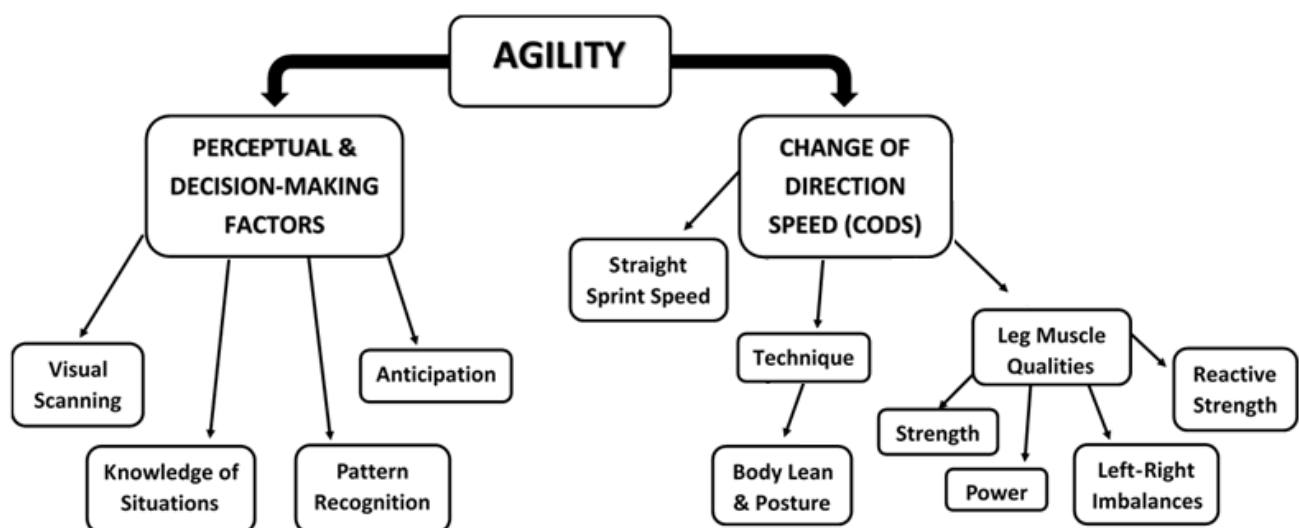 AGILITY
PERCEPTUAL &
DECISION-MAKING
FACTORS
CHANGE OF
DIRECTION
SPEED (CODS)
Visual
Scanning
Knowledge of
Situations
Pattern
Recognition
Anticipation
Straight
Sprint Speed
Technique
Body Lean
& Posture
Leg Muscle
Qualities
Strength
Power
Left-Right
Imbalances
Reactive
Strength